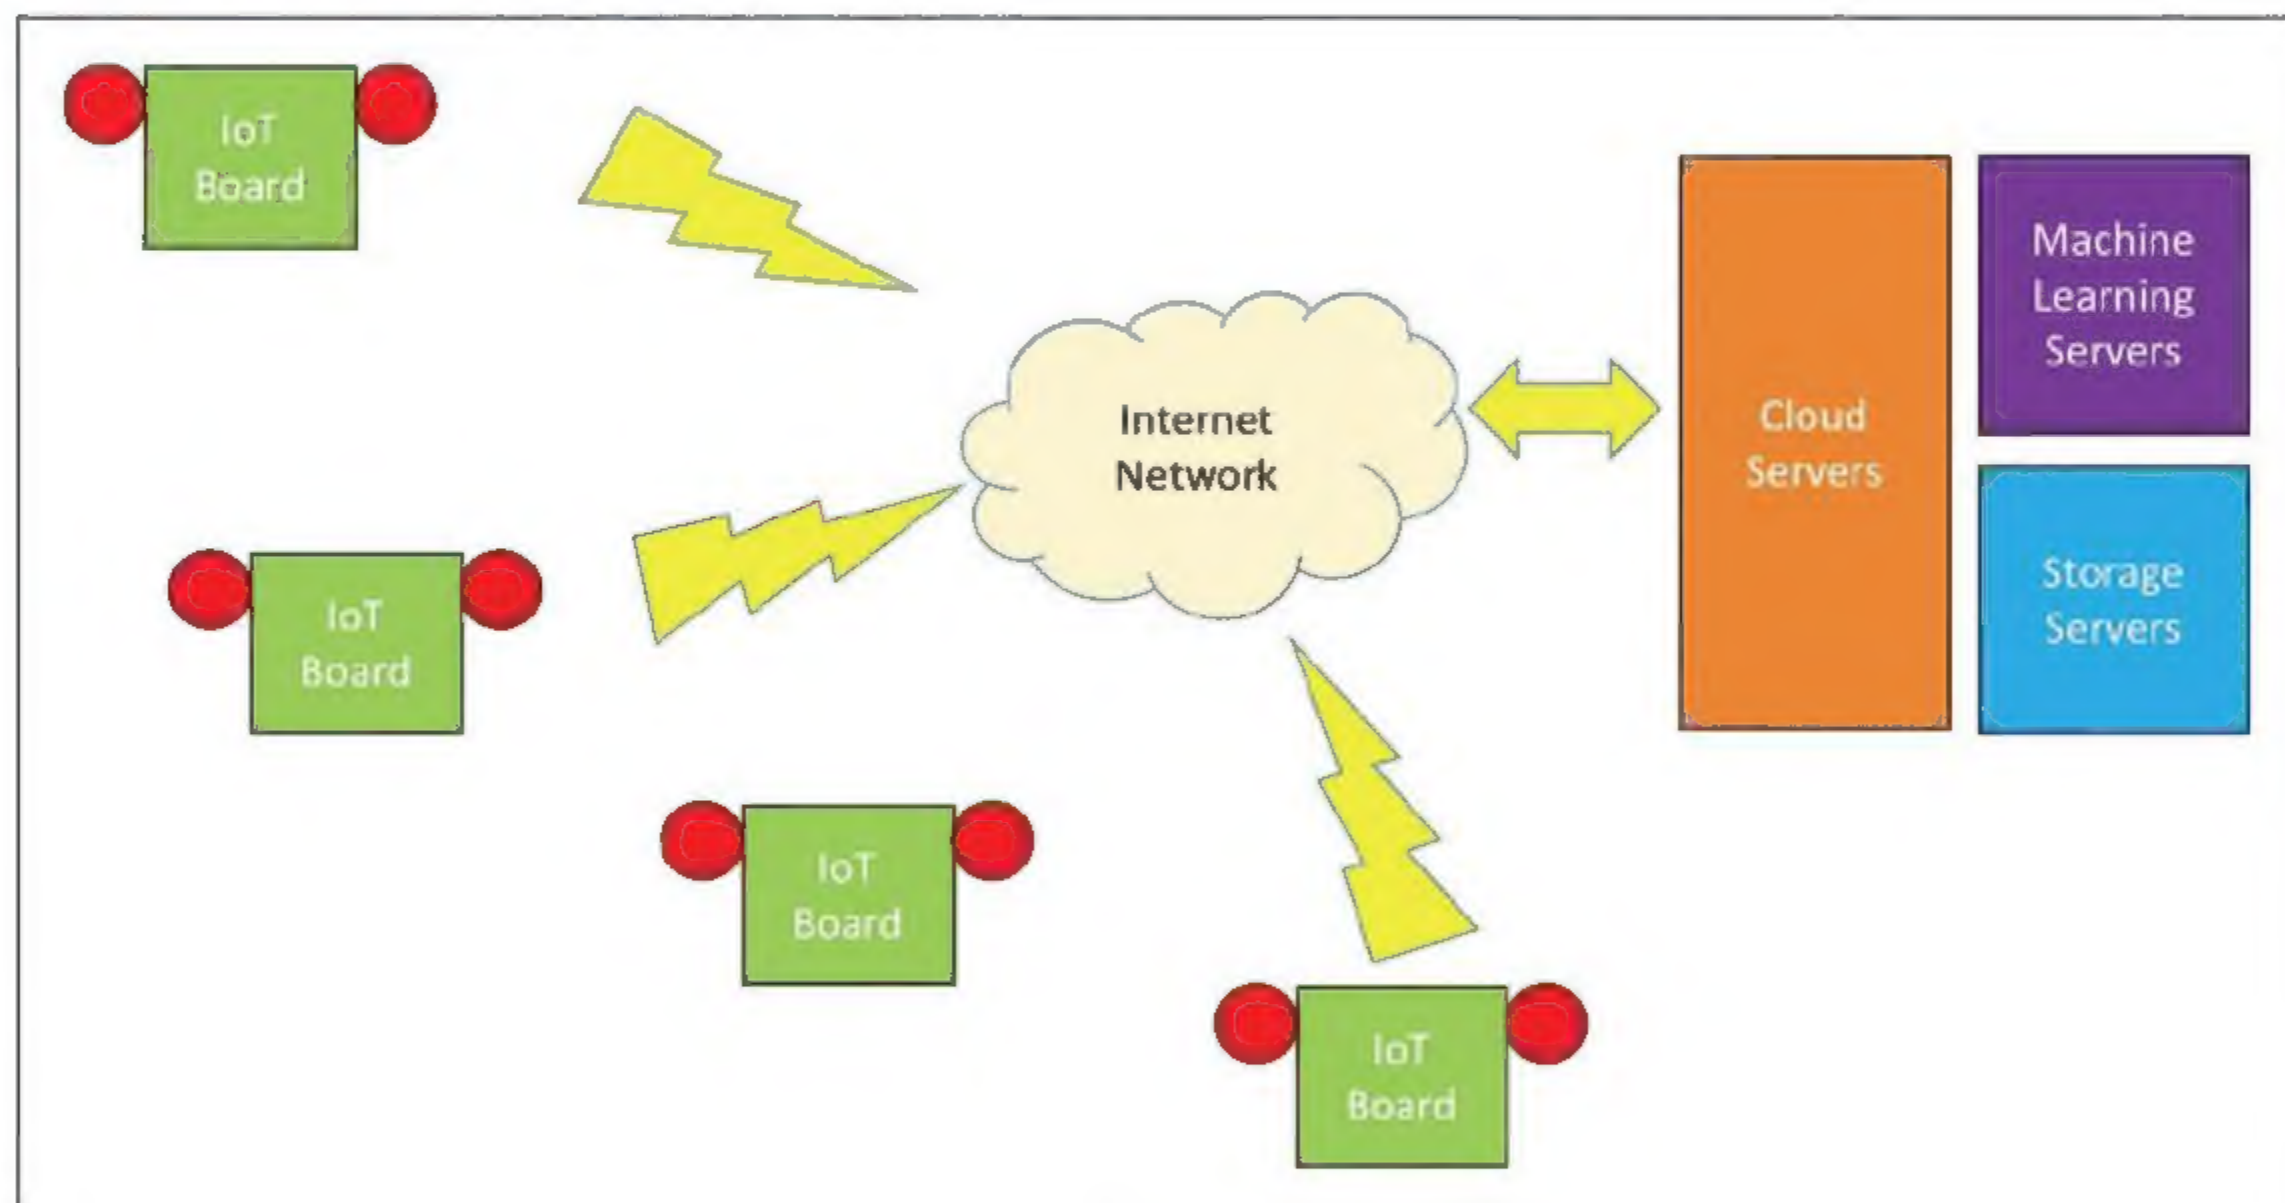 IoT
Board
Machine
Learning
Servers
Internet
Network
Cloud
Servers
Storage
Servers
IoT
Board
IoT
Board
IoT
Board